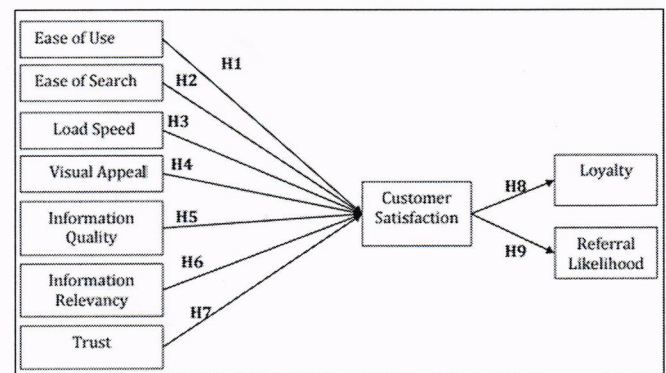 Ease of Use
H1
Ease of Search
H2
Load Speed
H3
Visual Appeal
H4
Information
Quality
H5
Information
Relevancy
H6
Trust
H7
Customer
Satisfaction
H8
Loyalty
H9
Referral
Likelihood